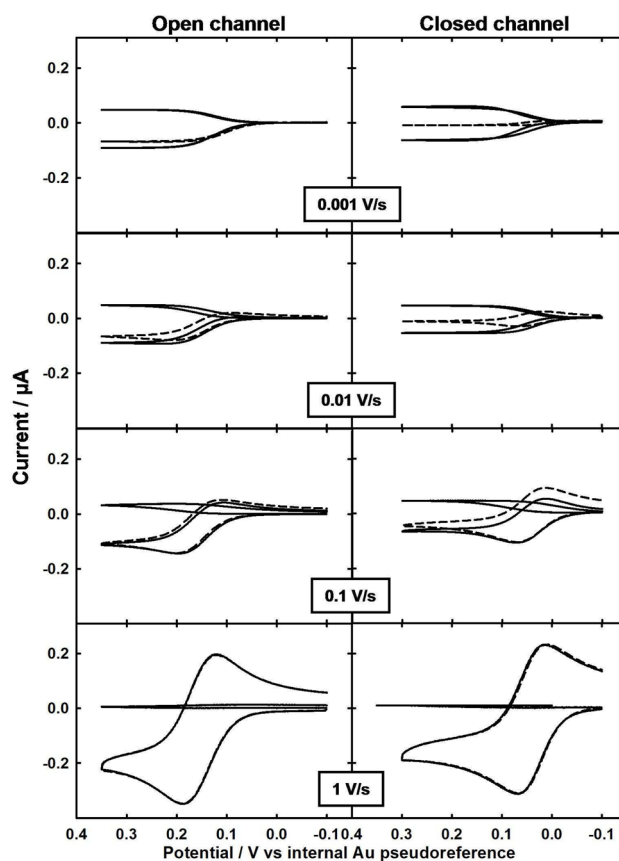 Open channel Closed channel
0.2
0.0
-0.2
0.001 V/s
0.2
0.0
-0.2
0.01 V/s
Current / µA
0.2
0.0
-0.2
0.1 V/s
0.2
0.0
-0.2
1 V/s
0.4 0.3 0.2 0.1 0.0 -0.1 0.4 0.3 0.2 0.1 0.0 -0.1
Potential / V vs internal Au pseudoreference